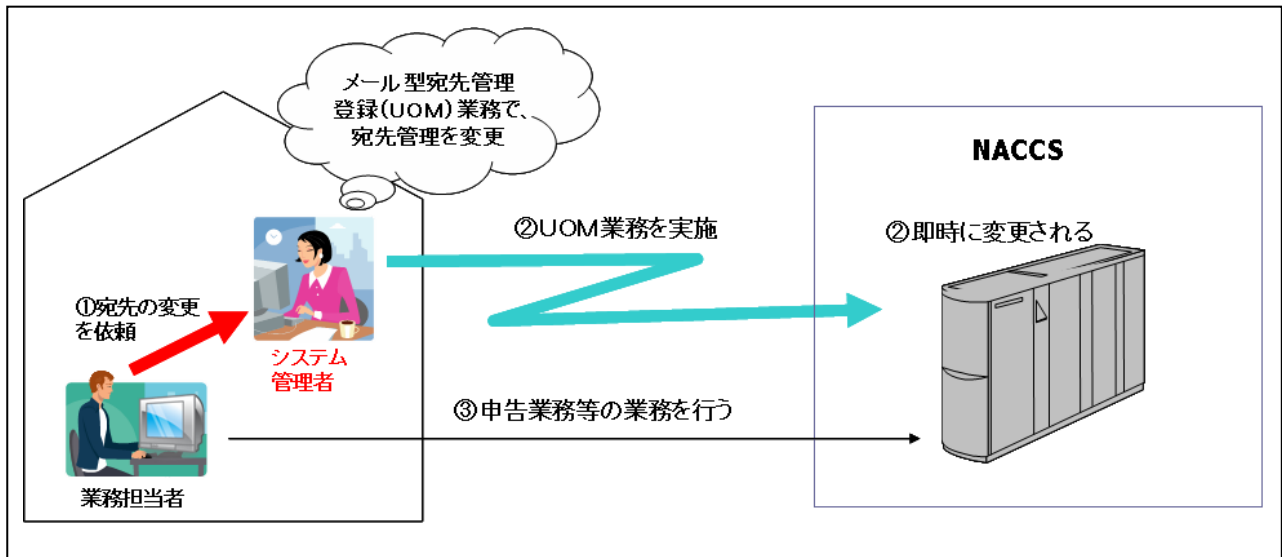 メール型宛先管理
登録(UOM)業務で、
宛先管理を変更
NACCS
②UOM業務を実施
②即時に変更される
①宛先の変更
を依頼
システム
管理者
③申告業務等の業務を行う
業務担当者